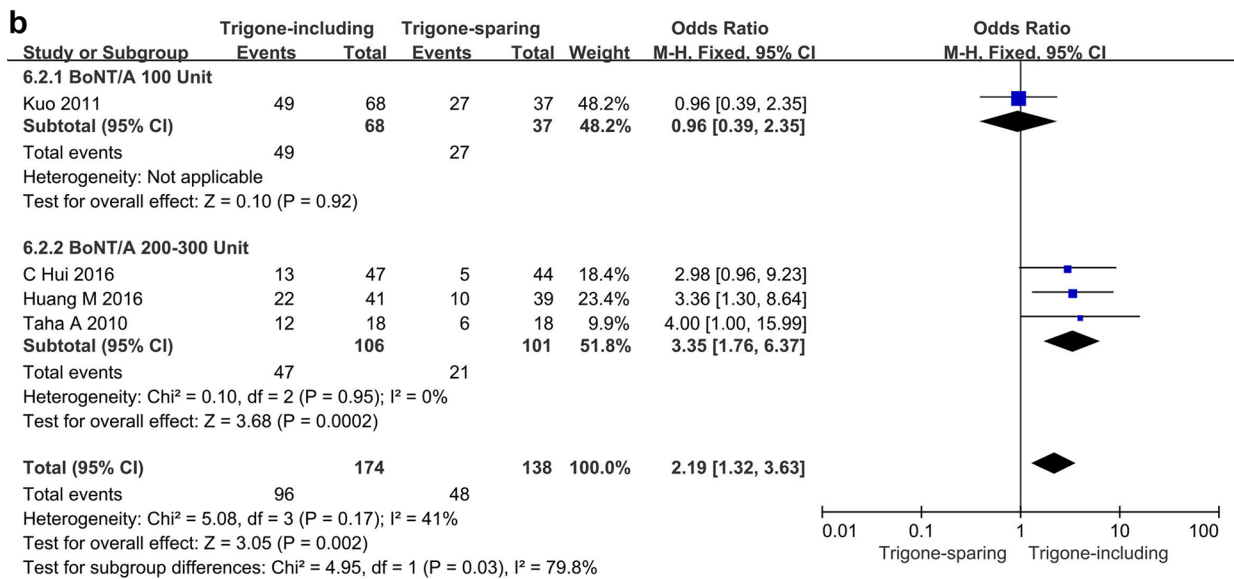 b
Trigone-including Trigone-sparing Odds Ratio Odds Ratio
Study or Subgroup Events Total Events Total Weight M-H, Fixed, 95% CI M-H, Fixed, 95% CI
6.2.1 BoNT/A 100 Unit
Kuo 2011 49 68 27 37 48.2% 0.96 [0.39, 2.35]
Subtotal (95% CI) 68 37 48.2% 0.96 [0.39, 2.35]
Total events 49 27
Heterogeneity: Not applicable
Test for overall effect: Z = 0.10 (P = 0.92)
6.2.2 BoNT/A 200-300 Unit
C Hui 2016 13 47 5 44 18.4% 2.98 [0.96, 9.23]
Huang M 2016 22 41 10 39 23.4% 3.36 [1.30, 8.64]
Taha A 2010 12 18 6 18 9.9% 4.00 [1.00, 15.99]
Subtotal (95% CI) 106 101 51.8% 3.35 [1.76, 6.37]
Total events 47 21
Heterogeneity: Chi² = 0.10, df = 2 (P = 0.95); I² = 0%
Test for overall effect: Z = 3.68 (P = 0.0002)
Total (95% CI) 174 138 100.0% 2.19 [1.32, 3.63]
Total events 96 48
Heterogeneity: Chi² = 5.08, df = 3 (P = 0.17); I² = 41%
Test for overall effect: Z = 3.05 (P = 0.002)
Test for subgroup differences: Chi² = 4.95, df = 1 (P = 0.03), I² = 79.8%
0.01 0.1 1 10 100
Trigone-sparing Trigone-including